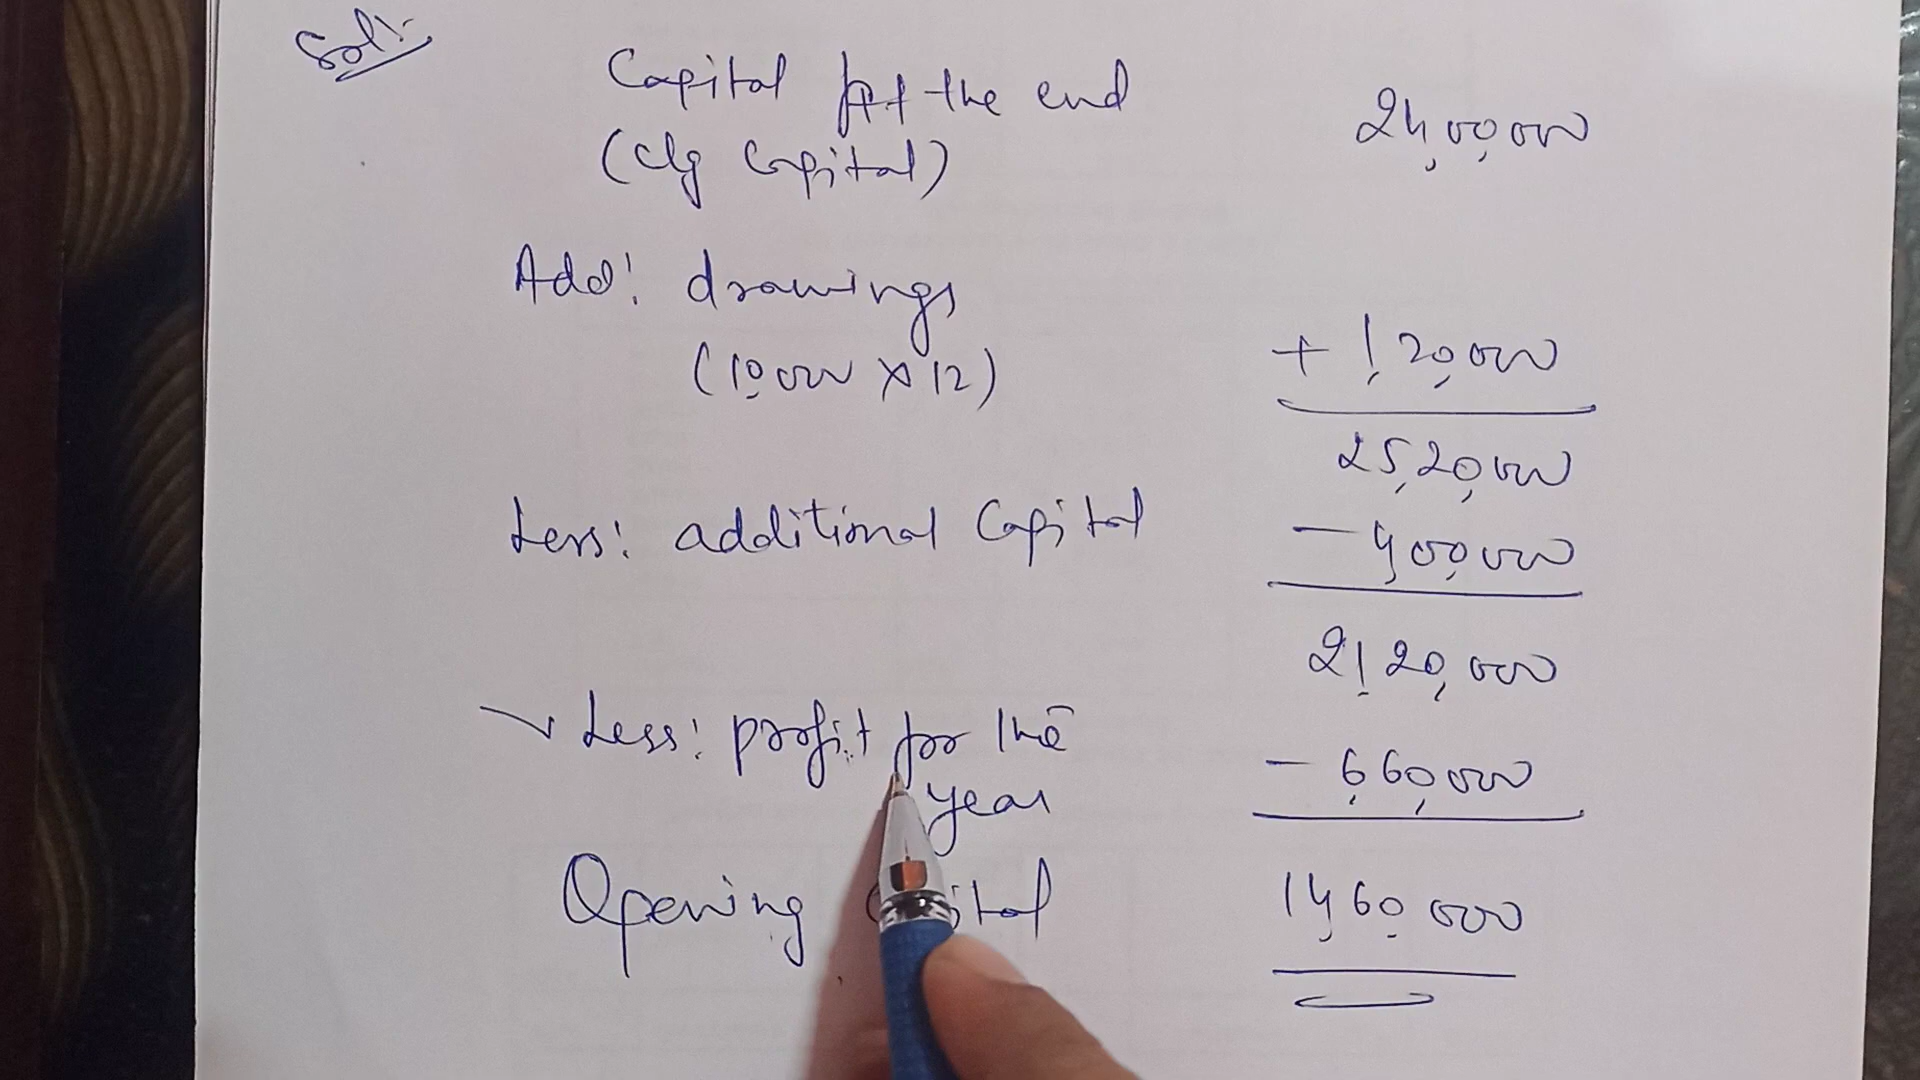 Sol:-
Capital At the end 24,00,000
(clg Capital)
Add: drawings
(10,000 × 12) + 1,20,000
25,20,000
Less: additional Capital - 4,00,000
21,20,000
Less: profit for the
year - 6,60,000
Opening 14,60,000